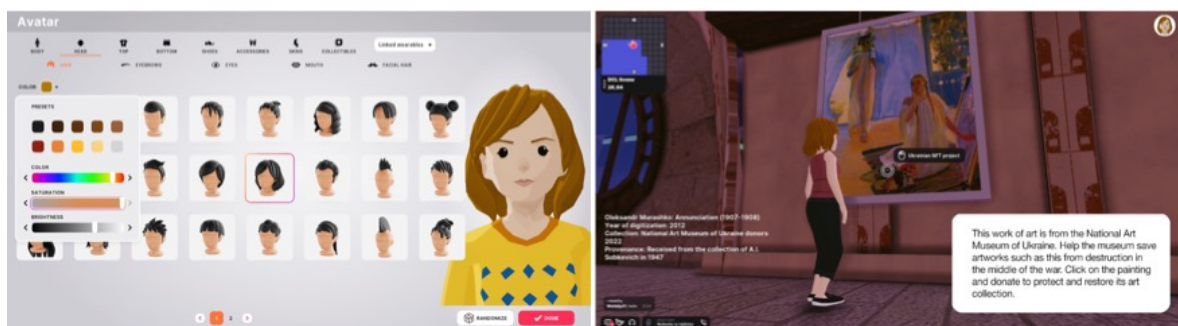 Avatar
BODY HEAD TOP BOTTOM SHOES ACCESSORIES SKINS COLLECTIBLES Linked wearables
HAIR EYEBROWS EYES MOUTH FACIAL HAIR
COLOR
PRESETS
COLOR
SATURATION
BRIGHTNESS
1 2
RANDOMIZE DONE
Ukrainian NFT project
Oleksandr Murashko: Annunciation (1907-1908)
Year of digitization: 2012
Collection: National Art Museum of Ukraine donors
2022
Provenance: Received from the collection of A.I.
Sobkevich in 1947
This work of art is from the National Art
Museum of Ukraine. Help the museum save
artworks such as this from destruction in
the middle of the war. Click on the painting
and donate to protect and restore its art
collection.